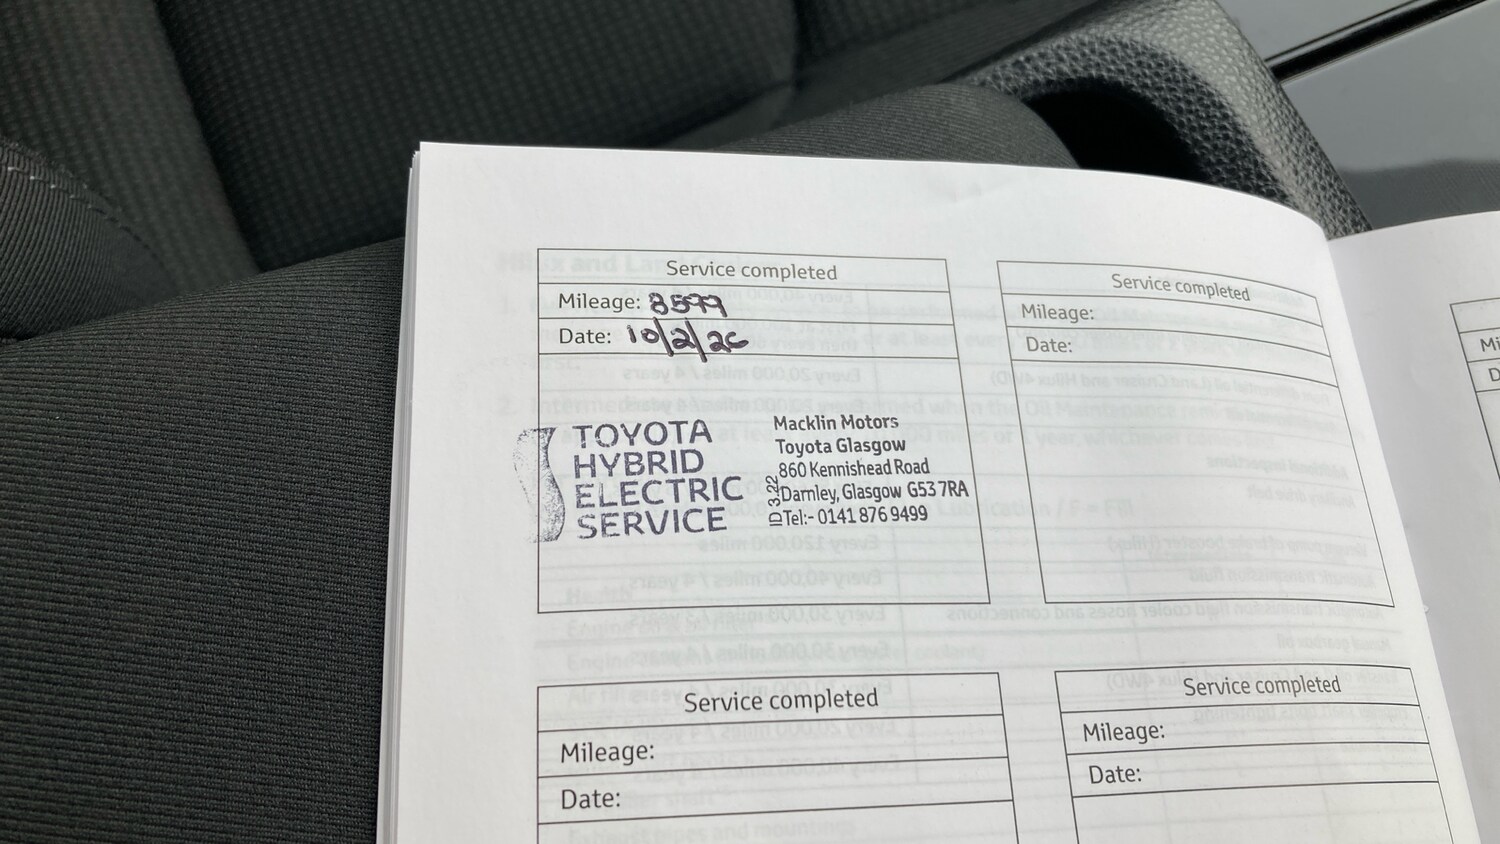 Service completed
Mileage: 8599
Date: 10/2/26
TOYOTA
HYBRID
ELECTRIC
SERVICE
Macklin Motors
Toyota Glasgow
860 Kennishead Road
Darnley, Glasgow G53 7RA
Tel:- 0141 876 9499
ID 322
Service completed
Mileage:
Date:
Service completed
Mileage:
Date:
Service completed
Mileage:
Date:
Mi
D